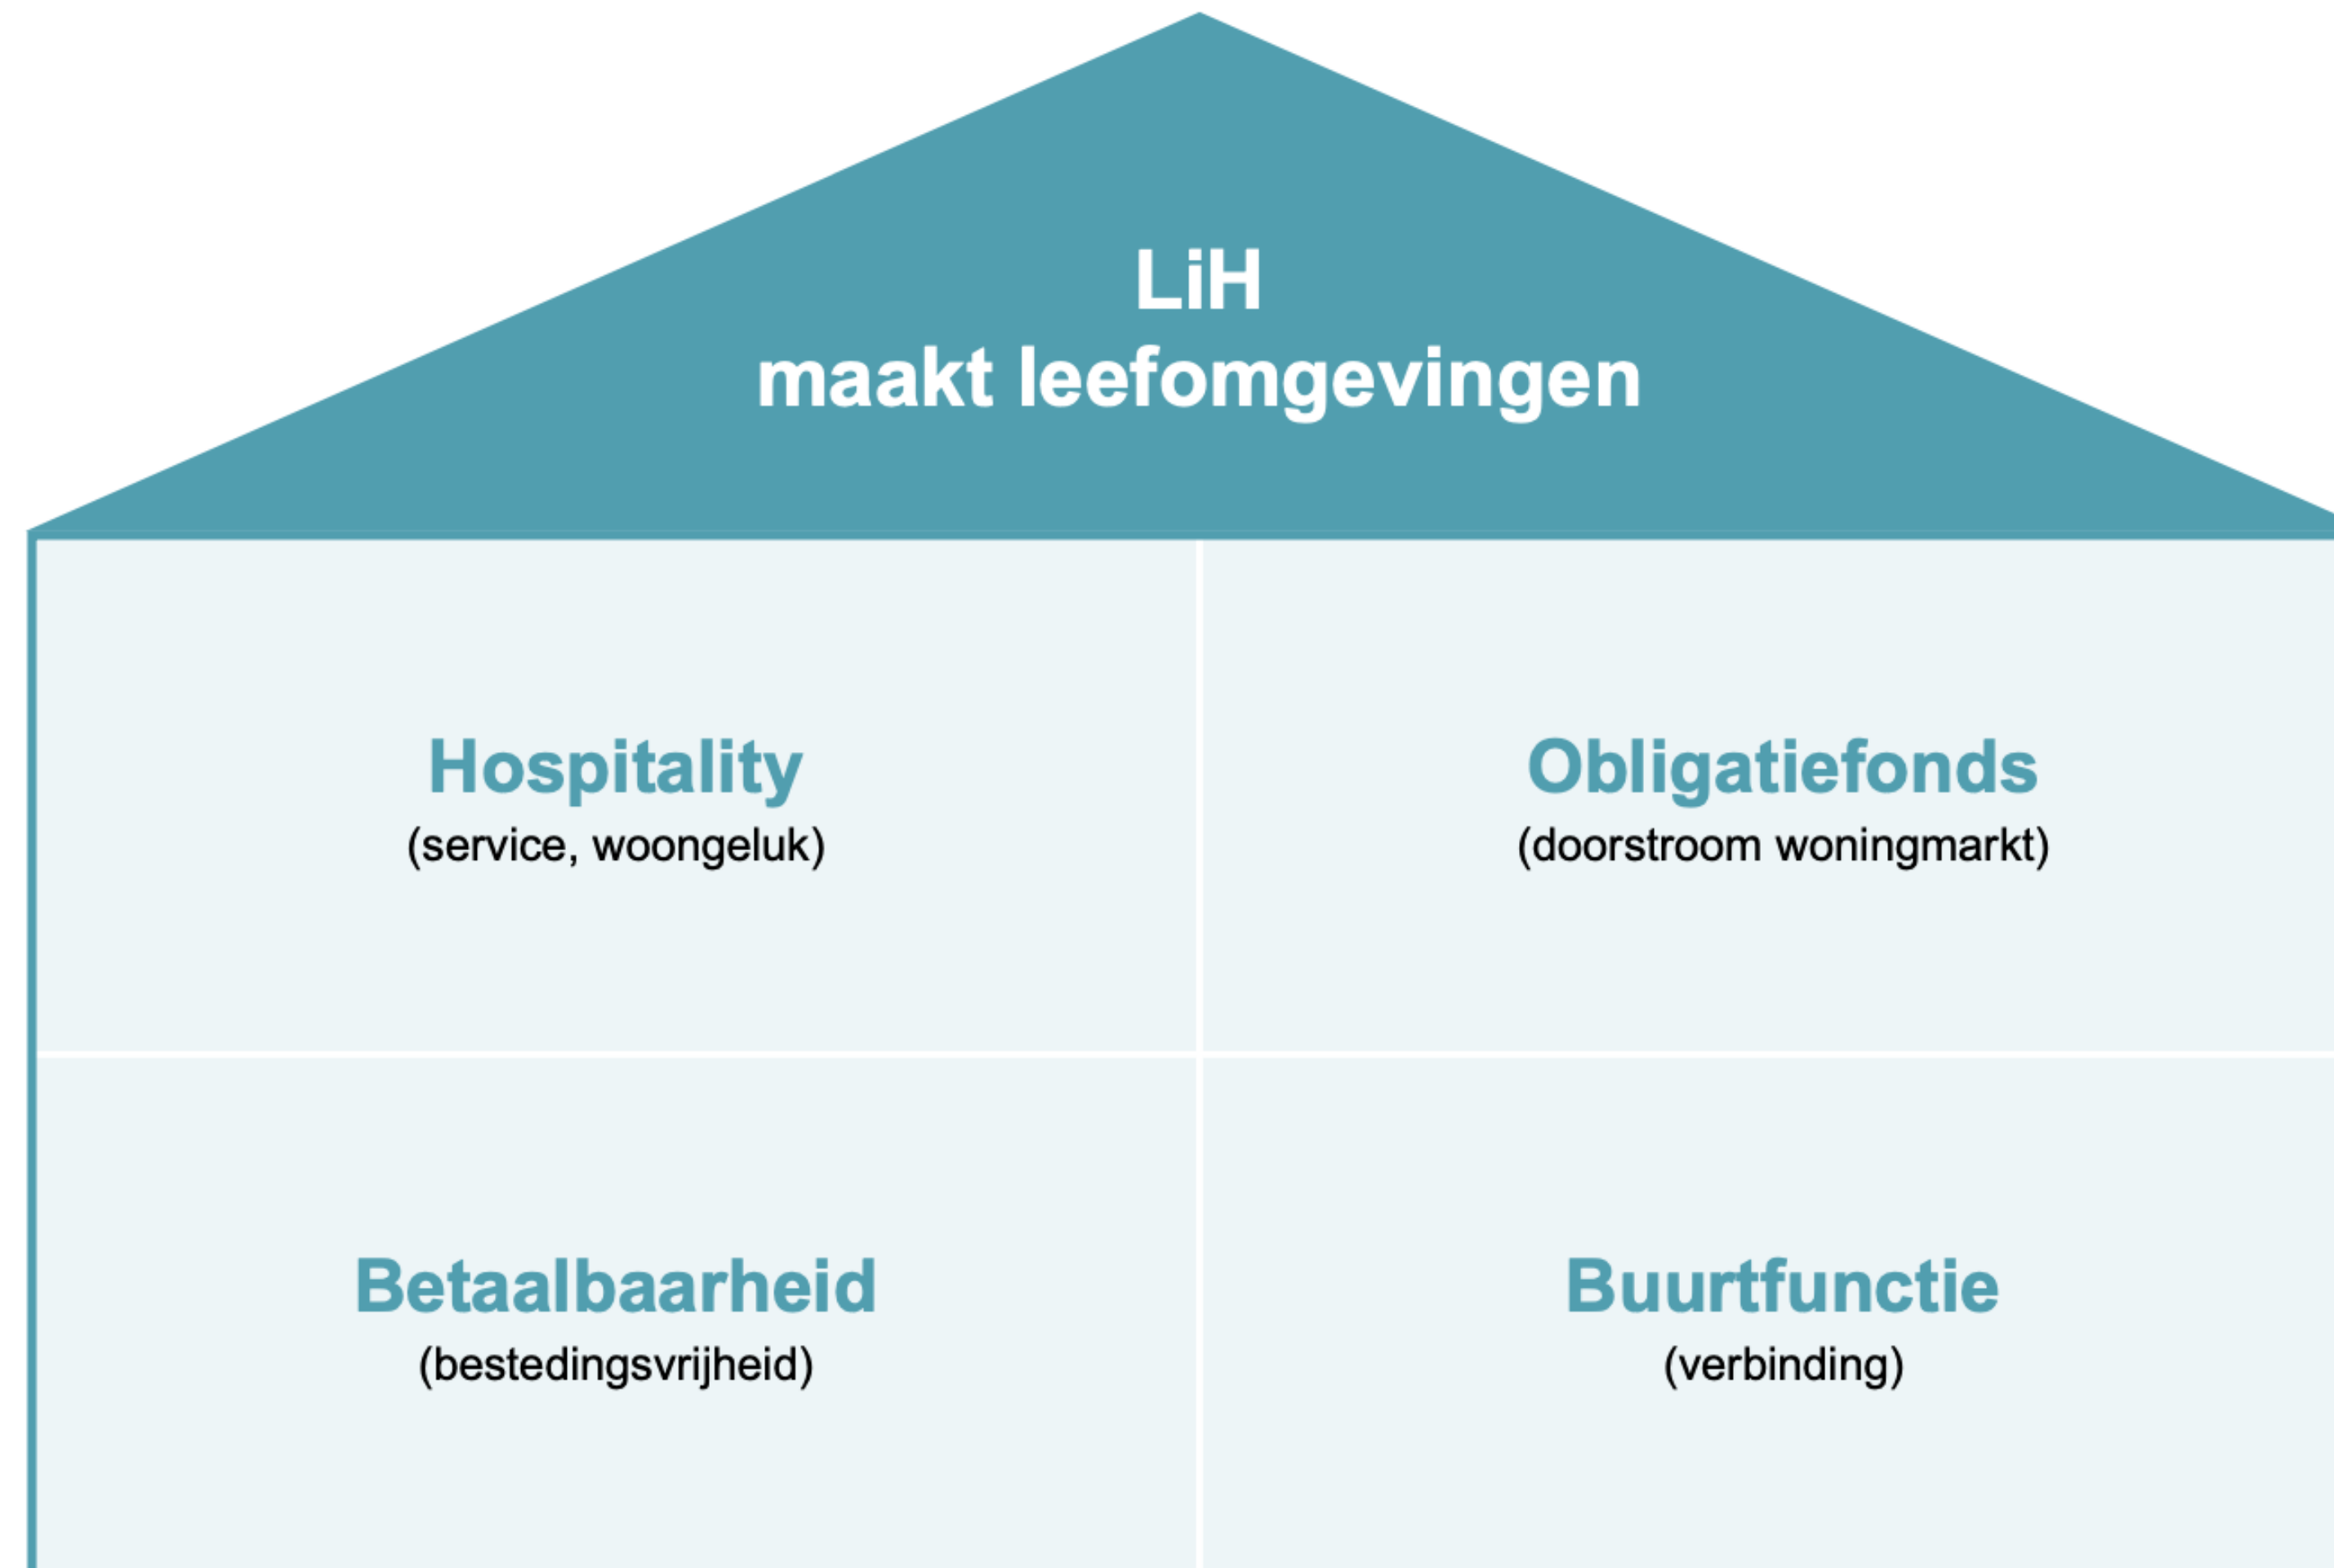 LiH
maakt leefomgevingen
Hospitality
(service, woongeluk)
Obligatiefonds
(doorstroom woningmarkt)
Betaalbaarheid
(bestedingsvrijheid)
Buurtfunctie
(verbinding)